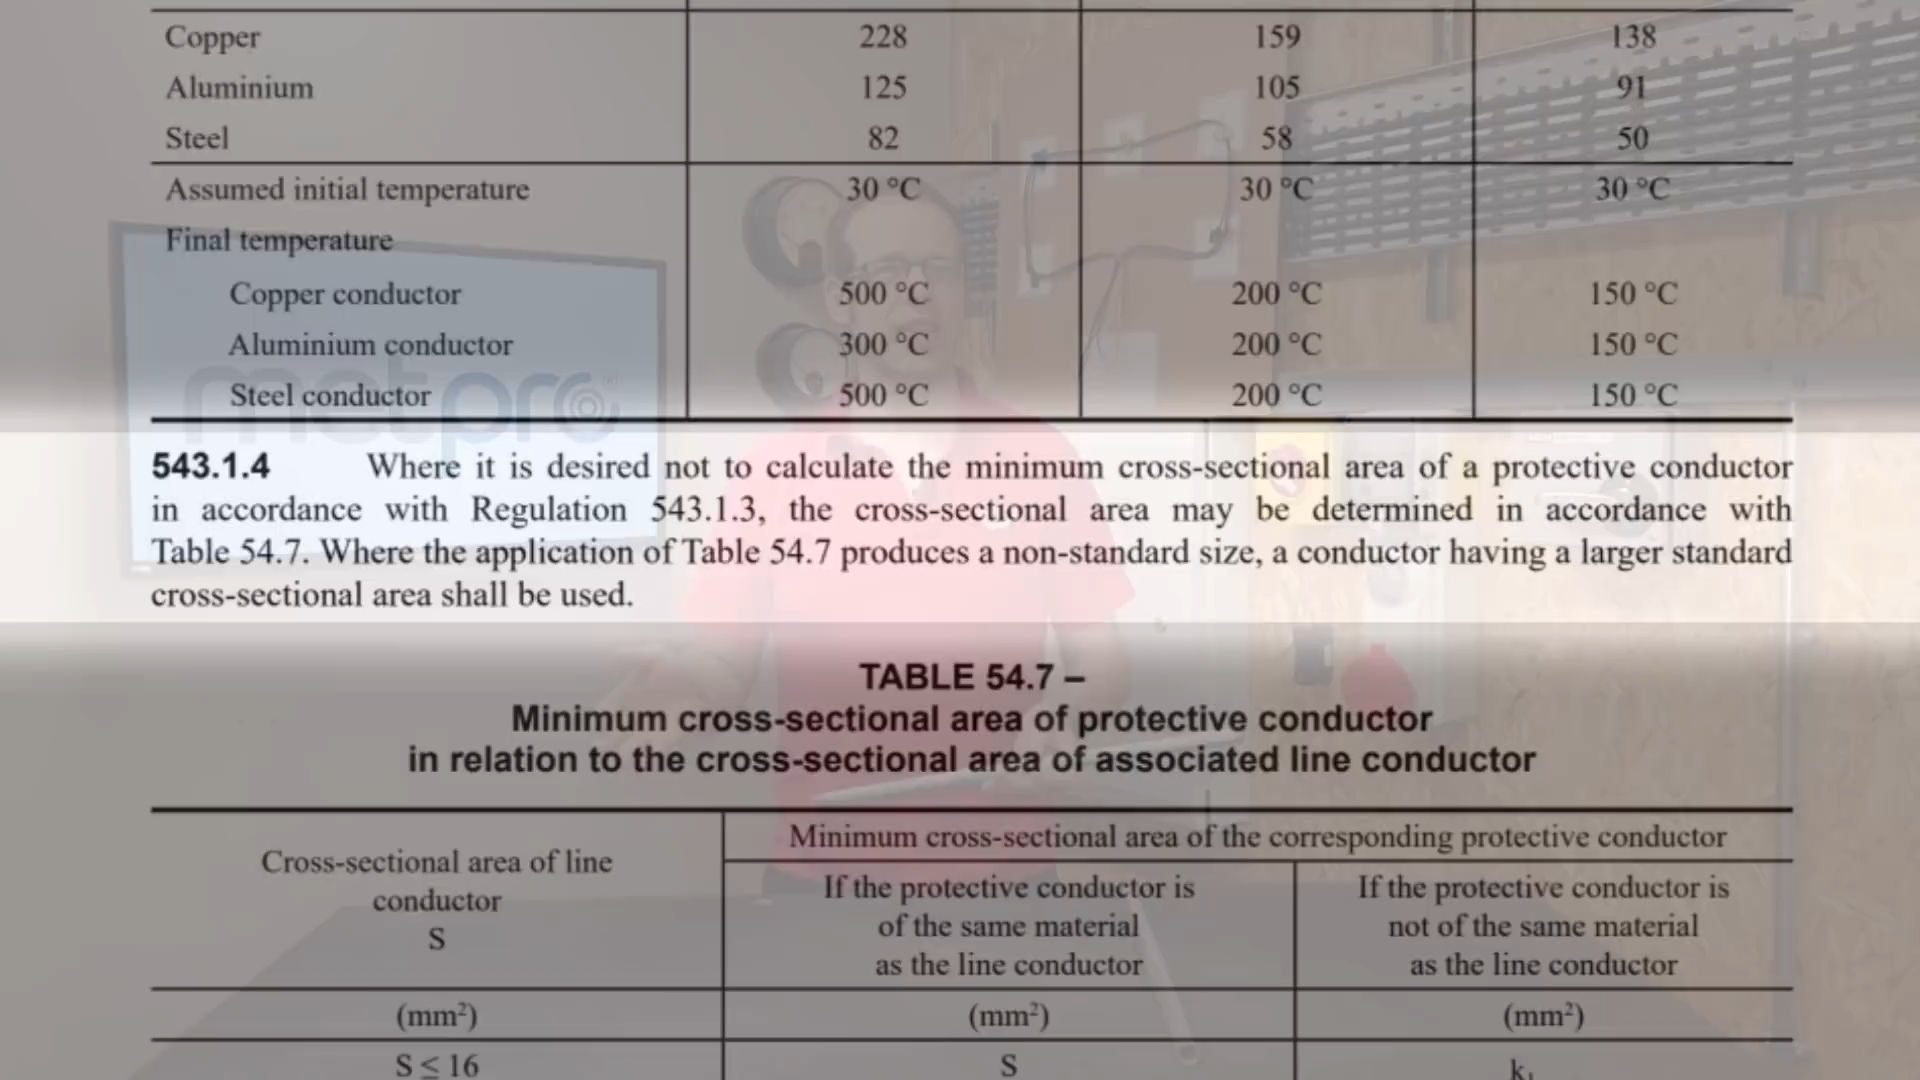 Copper 228 159 138
Aluminium 125 105 91
Steel 82 58 50
Assumed initial temperature 30 °C 30 °C 30 °C
Final temperature
Copper conductor 500 °C 200 °C 150 °C
Aluminium conductor 300 °C 200 °C 150 °C
Steel conductor 500 °C 200 °C 150 °C
metpro
543.1.4 Where it is desired not to calculate the minimum cross-sectional area of a protective conductor
in accordance with Regulation 543.1.3, the cross-sectional area may be determined in accordance with
Table 54.7. Where the application of Table 54.7 produces a non-standard size, a conductor having a larger standard
cross-sectional area shall be used.
TABLE 54.7 –
Minimum cross-sectional area of protective conductor
in relation to the cross-sectional area of associated line conductor
Cross-sectional area of line
conductor
S
Minimum cross-sectional area of the corresponding protective conductor
If the protective conductor is
of the same material
as the line conductor
If the protective conductor is
not of the same material
as the line conductor
(mm²) (mm²) (mm²)
S ≤ 16 S k₁